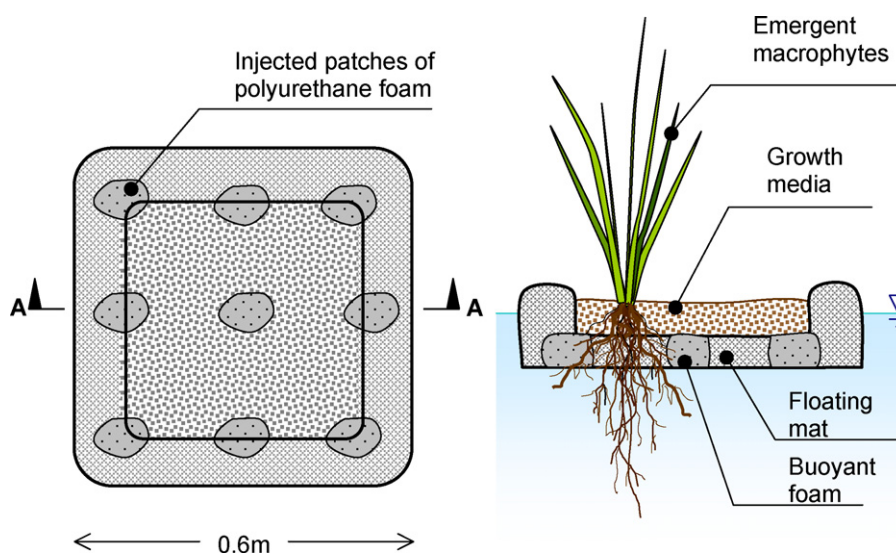 Injected patches of
polyurethane foam
A
A
0.6m
Emergent
macrophytes
Growth
media
Floating
mat
Buoyant
foam